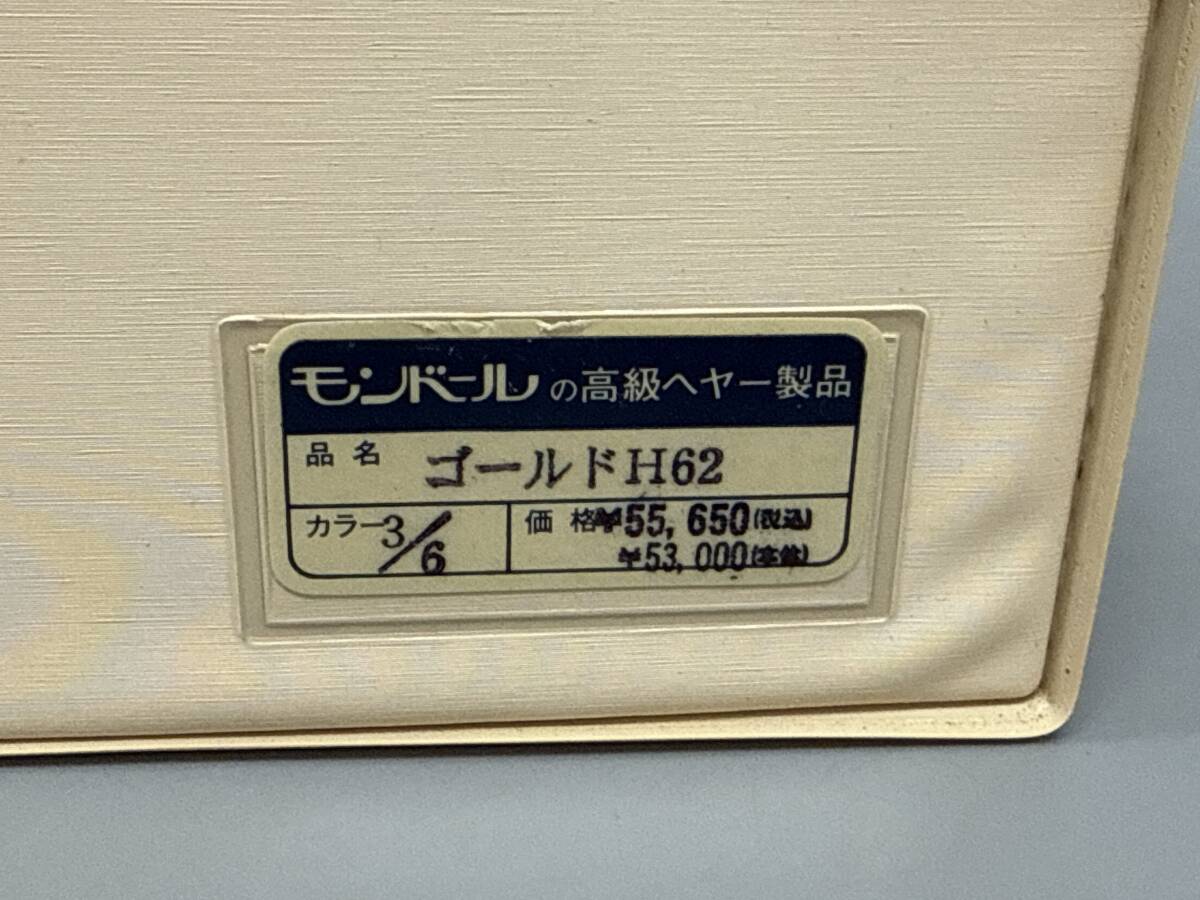 モンドールの高級ヘヤー製品
品名 ゴールドH62
カラー3/6 価格¥55,650(税込)
¥53,000(本体)